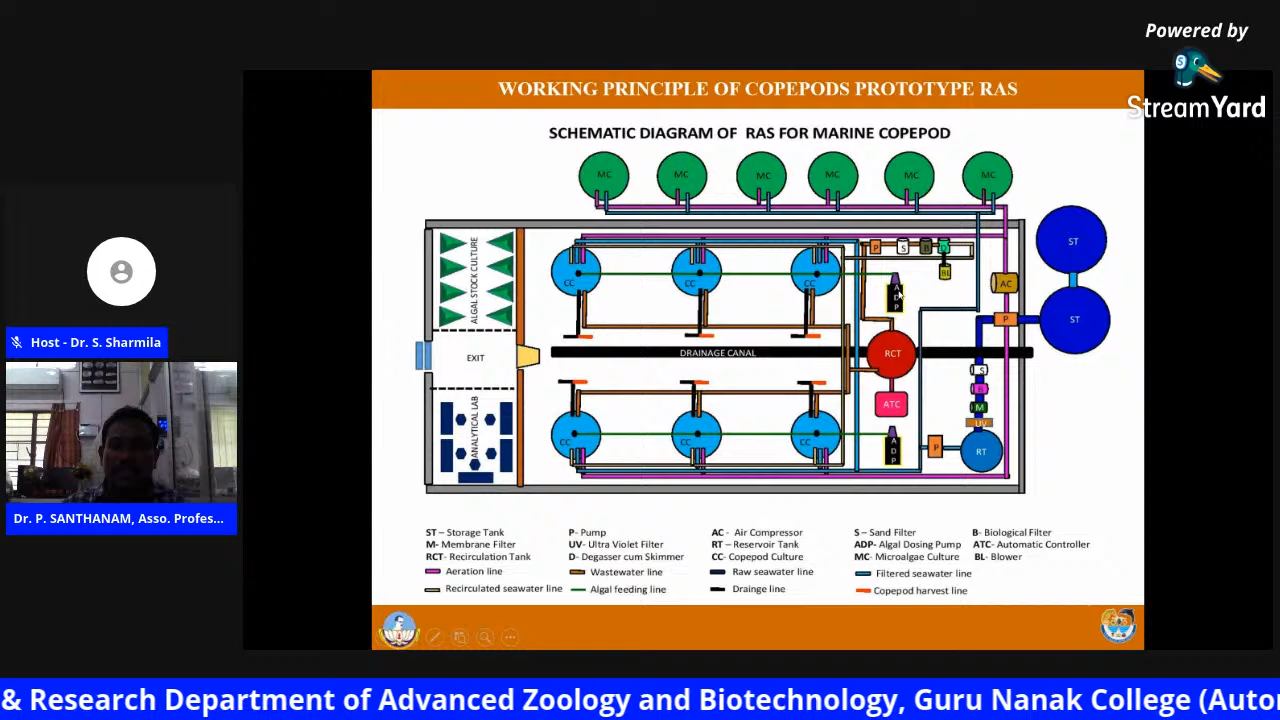 Powered by
StreamYard
WORKING PRINCIPLE OF COPEPODS PROTOTYPE RAS
SCHEMATIC DIAGRAM OF RAS FOR MARINE COPEPOD
MC MC MC MC MC MC
ALGAL STOCK CULTURE
EXIT
ANALYTICAL LAB
CC CC CC
P S B D
BL
ADP
AC
ST
ST
P
DRAINAGE CANAL
RCT
ATC
S
B
M
UV
RT
P
ADP
CC CC CC
ST – Storage Tank P- Pump AC - Air Compressor S – Sand Filter B- Biological Filter
M- Membrane Filter UV- Ultra Violet Filter RT – Reservoir Tank ADP- Algal Dosing Pump ATC- Automatic Controller
RCT- Recirculation Tank D- Degasser cum Skimmer CC- Copepod Culture MC- Microalgae Culture BL- Blower
Aeration line Wastewater line Raw seawater line Filtered seawater line
Recirculated seawater line Algal feeding line Drainge line Copepod harvest line
Host - Dr. S. Sharmila
Dr. P. SANTHANAM, Asso. Profes...
& Research Department of Advanced Zoology and Biotechnology, Guru Nanak College (Auto